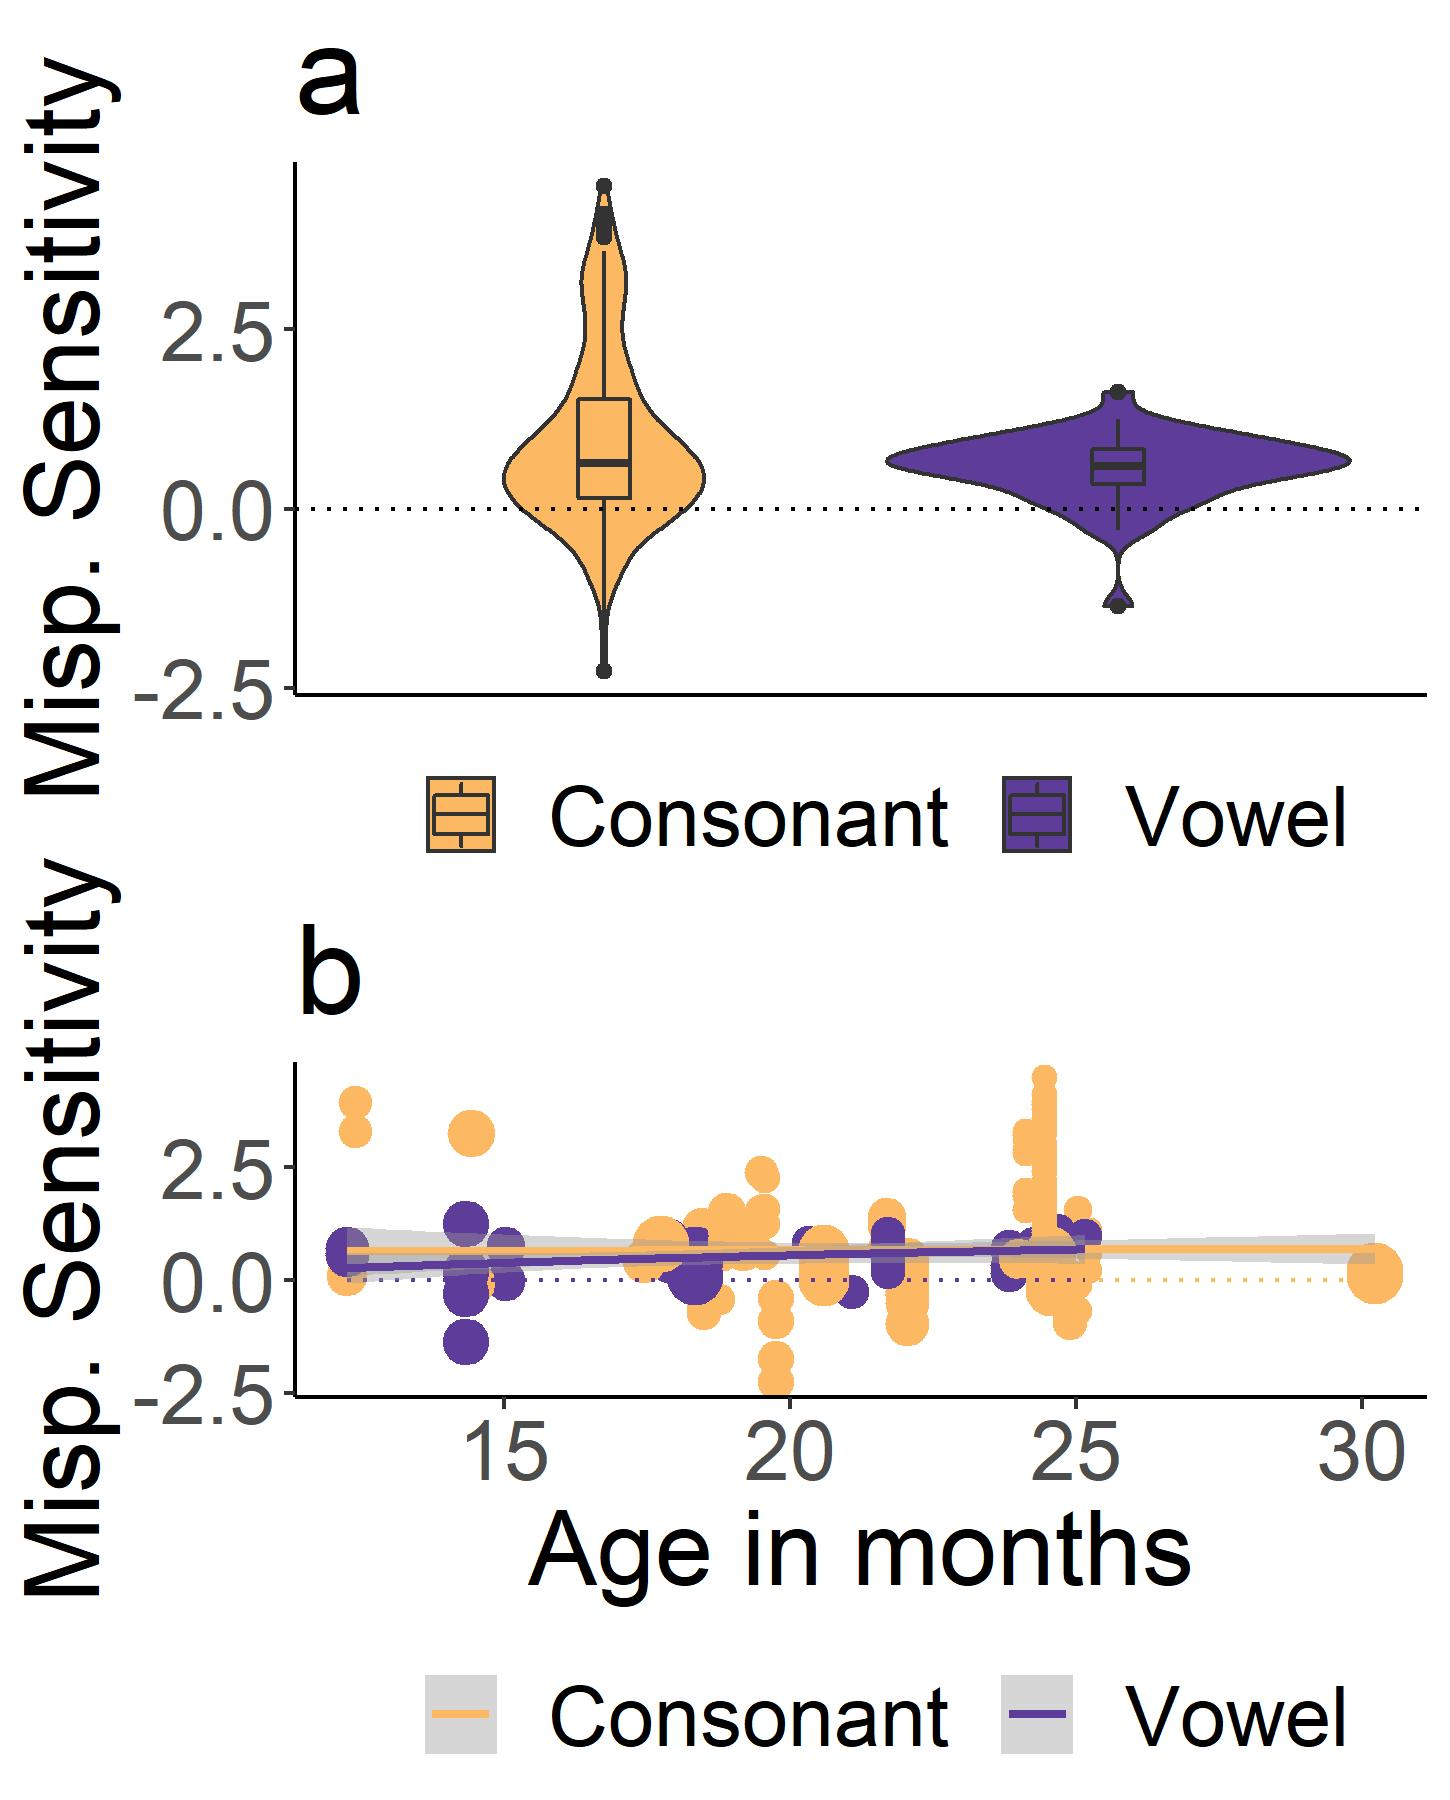 a
Misp. Sensitivity
2.5
0.0
-2.5
Consonant
Vowel
b
Misp. Sensitivity
2.5
0.0
-2.5
15 20 25 30
Age in months
Consonant
Vowel